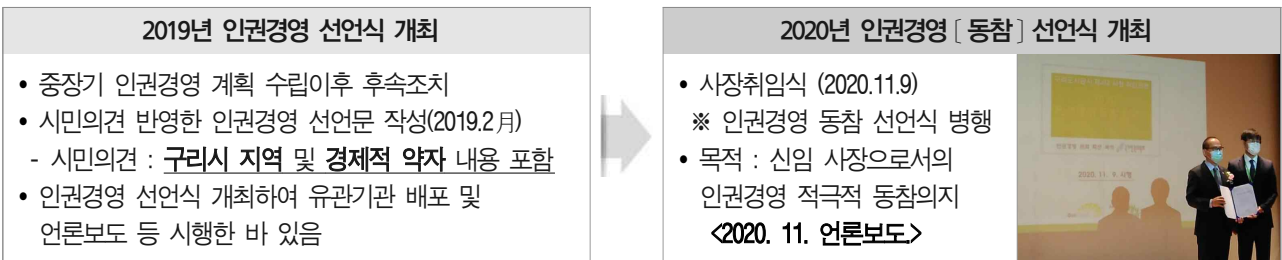 2019년 인권경영 선언식 개최
• 중장기 인권경영 계획 수립이후 후속조치
• 시민의견 반영한 인권경영 선언문 작성(2019.2月)
- 시민의견 : 구리시 지역 및 경제적 약자 내용 포함
• 인권경영 선언식 개최하여 유관기관 배포 및
언론보도 등 시행한 바 있음
2020년 인권경영［동참］선언식 개최
• 사장취임식 (2020.11.9)
※ 인권경영 동참 선언식 병행
• 목적 : 신임 사장으로서의
인권경영 적극적 동참의지
<2020. 11. 언론보도>
2020. 11. 9.